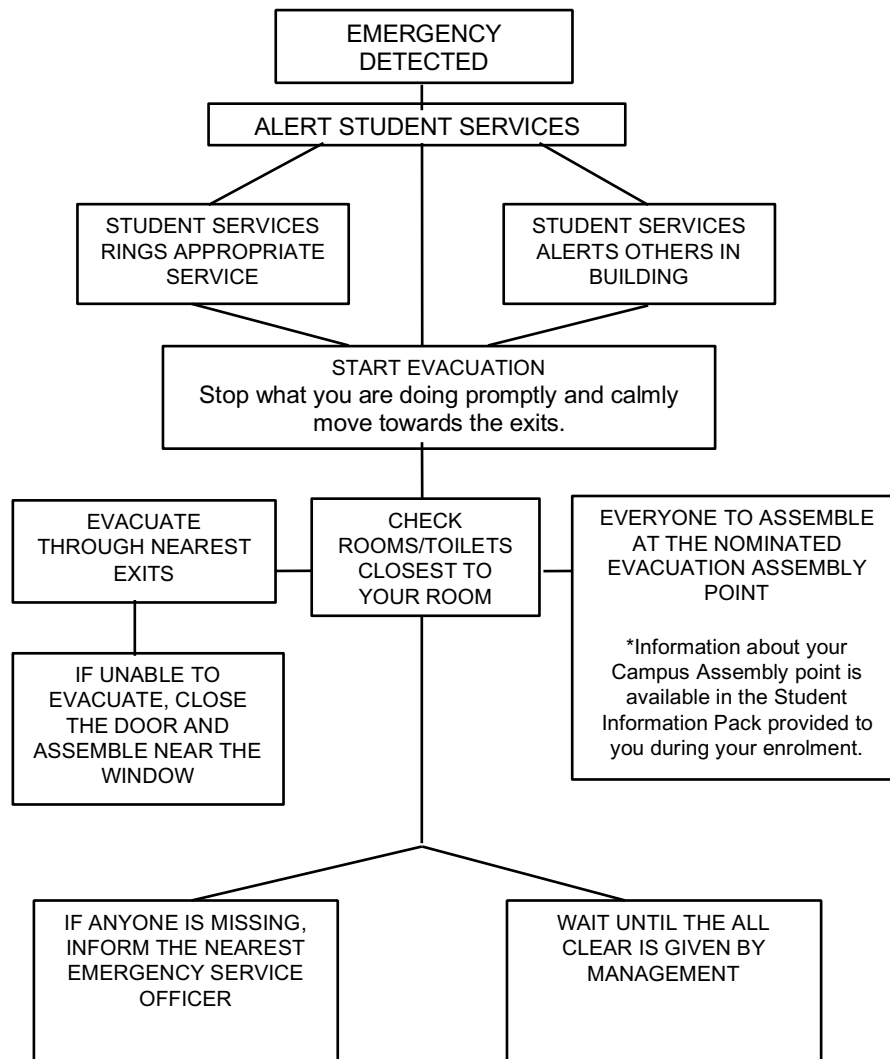 EMERGENCY
DETECTED
ALERT STUDENT SERVICES
STUDENT SERVICES
RINGS APPROPRIATE
SERVICE
STUDENT SERVICES
ALERTS OTHERS IN
BUILDING
START EVACUATION
Stop what you are doing promptly and calmly
move towards the exits.
EVACUATE
THROUGH NEAREST
EXITS
CHECK
ROOMS/TOILETS
CLOSEST TO
YOUR ROOM
EVERYONE TO ASSEMBLE
AT THE NOMINATED
EVACUATION ASSEMBLY
POINT
*Information about your
Campus Assembly point is
available in the Student
Information Pack provided to
you during your enrolment.
IF UNABLE TO
EVACUATE, CLOSE
THE DOOR AND
ASSEMBLE NEAR THE
WINDOW
IF ANYONE IS MISSING,
INFORM THE NEAREST
EMERGENCY SERVICE
OFFICER
WAIT UNTIL THE ALL
CLEAR IS GIVEN BY
MANAGEMENT